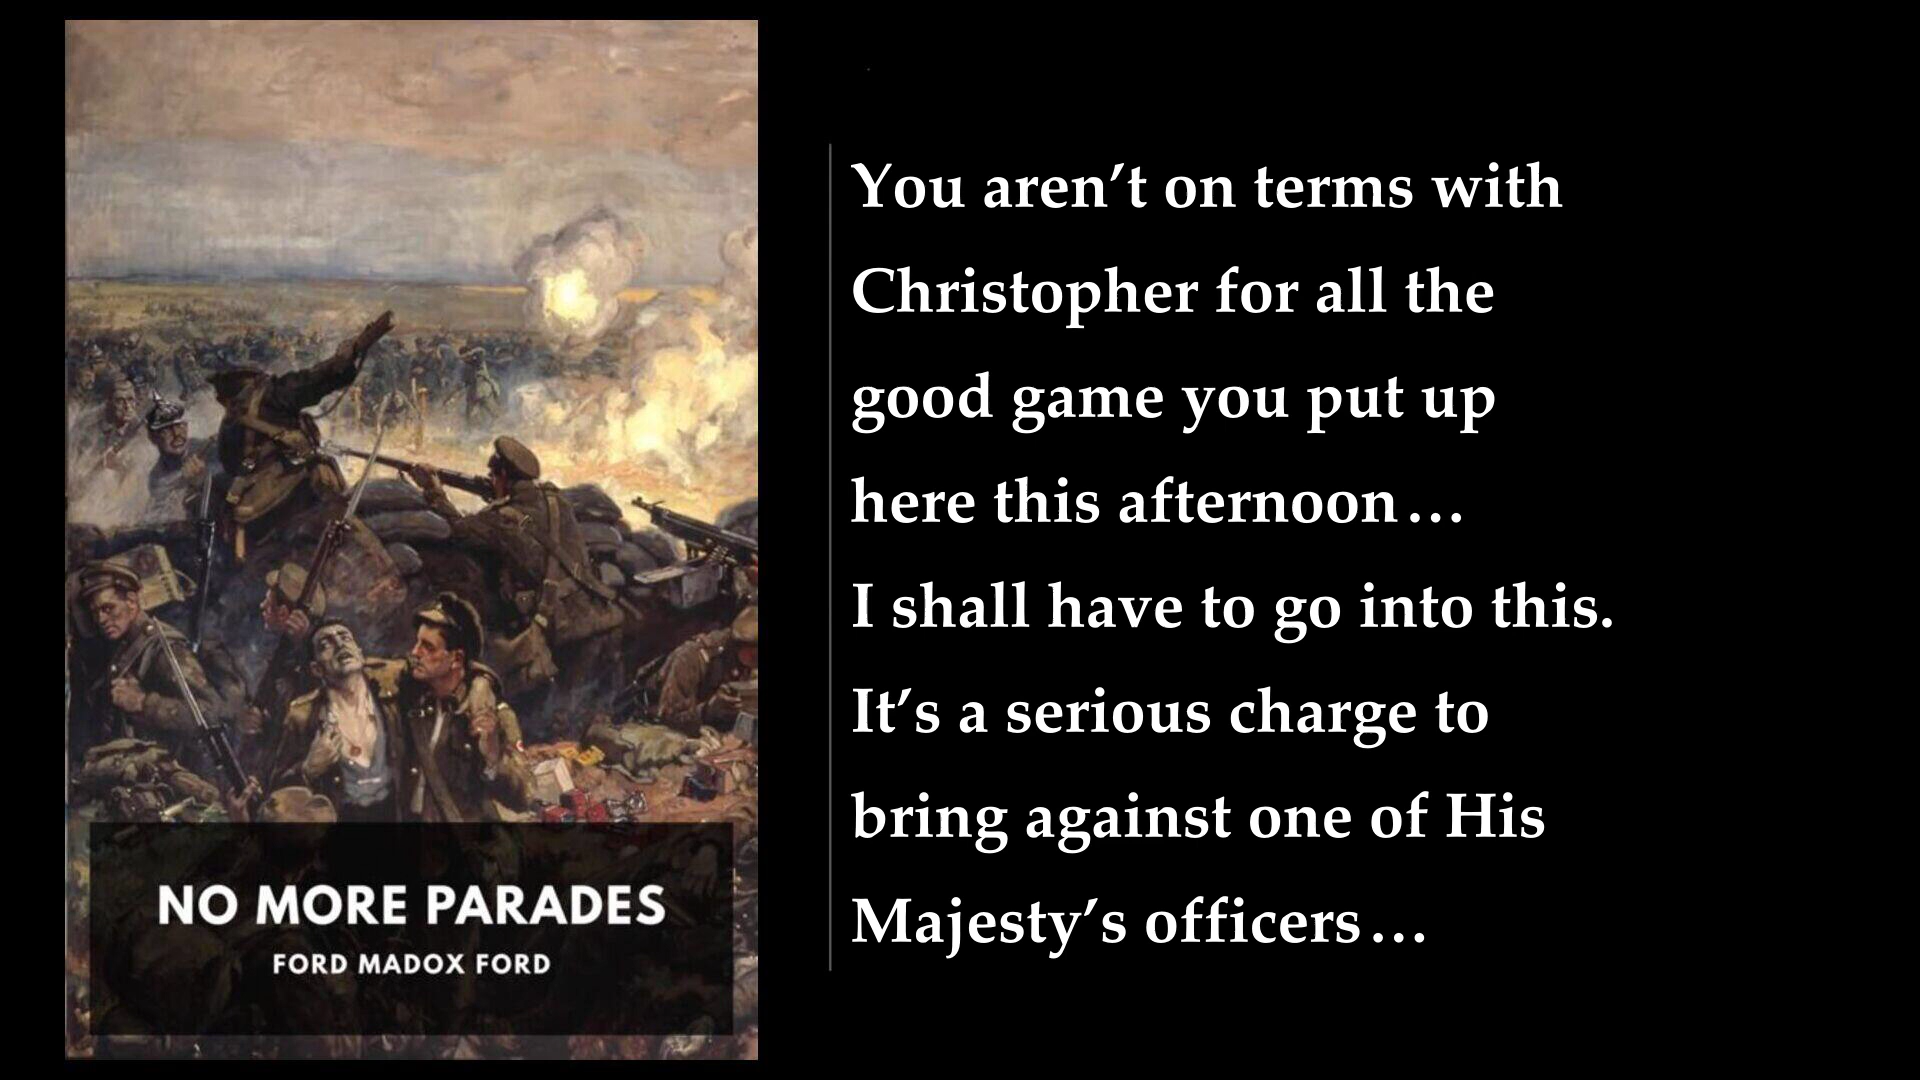 NO MORE PARADES
FORD MADOX FORD
You aren’t on terms with
Christopher for all the
good game you put up
here this afternoon…
I shall have to go into this.
It’s a serious charge to
bring against one of His
Majesty’s officers…